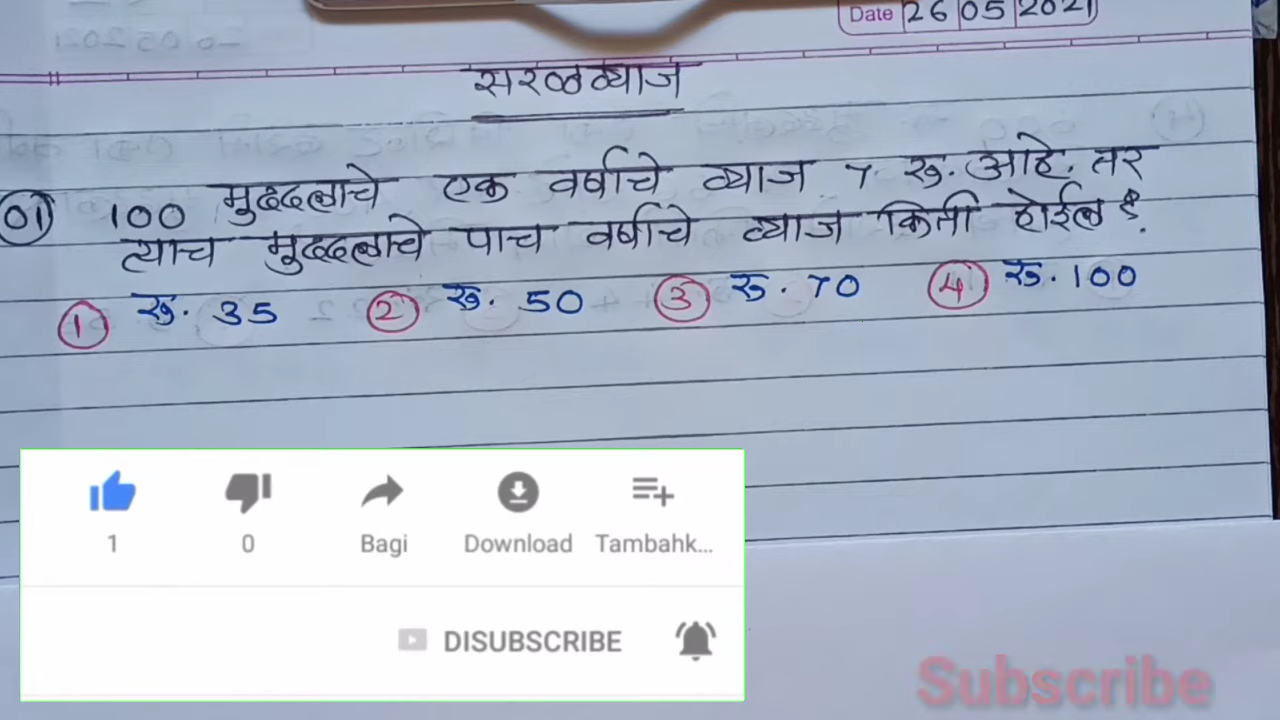 Date 26 05 2021
सरळव्याज
01 100 मुद्दलाचे एक वर्षाचे व्याज 7 रु. आहे. तर
त्याच मुद्दलाचे पाच वर्षाचे व्याज किती होईल ?
1 रु. 35 2 रु. 50 3 रु. 70 4 रु. 100
1 0 Bagi Download Tambahk...
DISUBSCRIBE
Subscribe